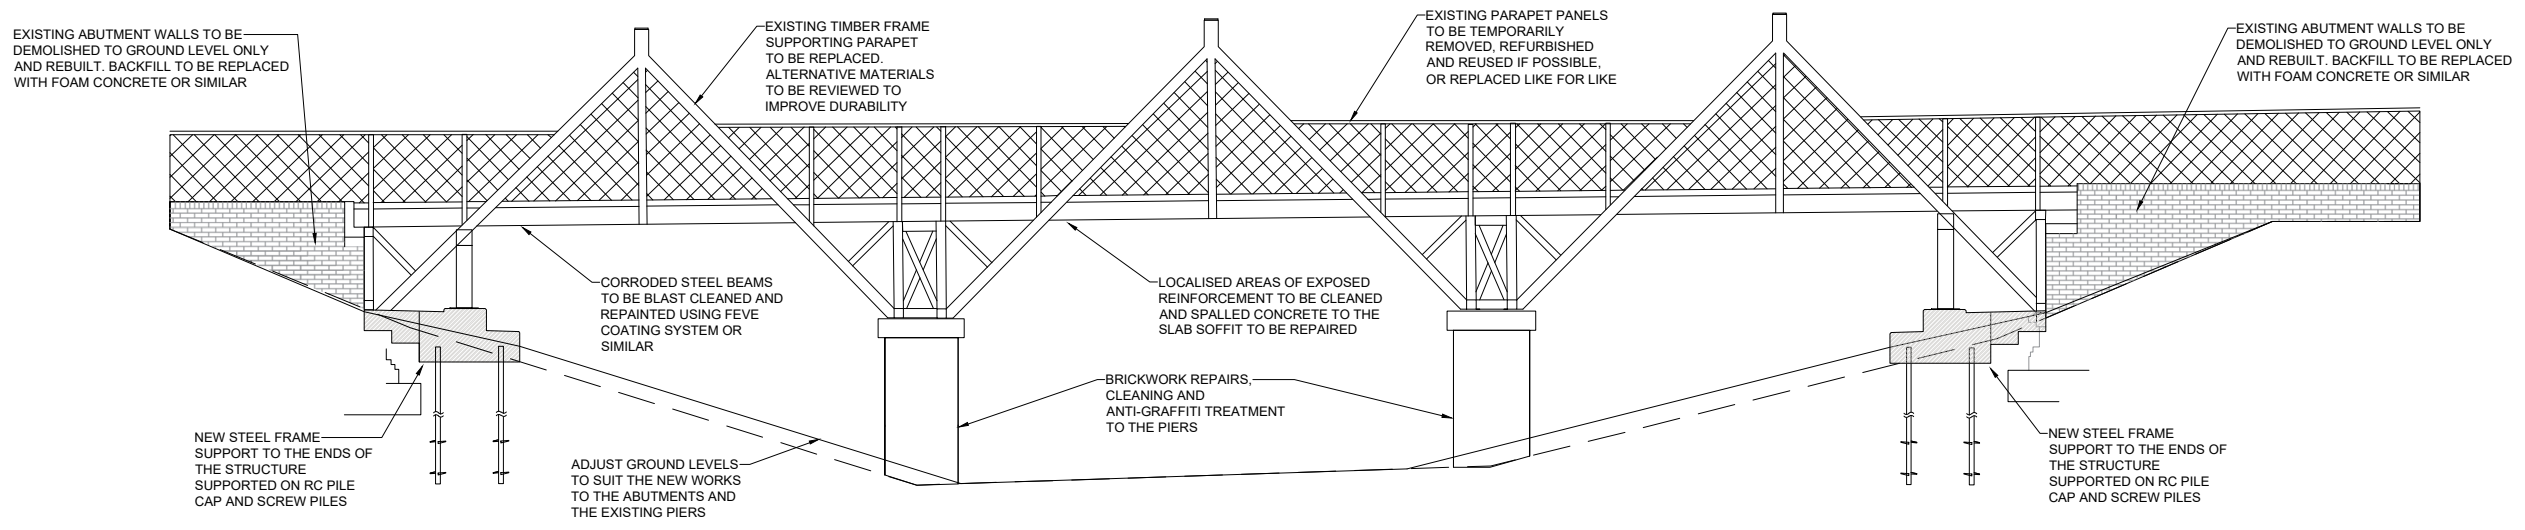 EXISTING ABUTMENT WALLS TO BE
DEMOLISHED TO GROUND LEVEL ONLY
AND REBUILT. BACKFILL TO BE REPLACED
WITH FOAM CONCRETE OR SIMILAR
EXISTING TIMBER FRAME
SUPPORTING PARAPET
TO BE REPLACED.
ALTERNATIVE MATERIALS
TO BE REVIEWED TO
IMPROVE DURABILITY
EXISTING PARAPET PANELS
TO BE TEMPORARILY
REMOVED, REFURBISHED
AND REUSED IF POSSIBLE,
OR REPLACED LIKE FOR LIKE
EXISTING ABUTMENT WALLS TO BE
DEMOLISHED TO GROUND LEVEL ONLY
AND REBUILT. BACKFILL TO BE REPLACED
WITH FOAM CONCRETE OR SIMILAR
CORRODED STEEL BEAMS
TO BE BLAST CLEANED AND
REPAINTED USING FEVE
COATING SYSTEM OR
SIMILAR
LOCALISED AREAS OF EXPOSED
REINFORCEMENT TO BE CLEANED
AND SPALLED CONCRETE TO THE
SLAB SOFFIT TO BE REPAIRED
BRICKWORK REPAIRS,
CLEANING AND
ANTI-GRAFFITI TREATMENT
TO THE PIERS
NEW STEEL FRAME
SUPPORT TO THE ENDS OF
THE STRUCTURE
SUPPORTED ON RC PILE
CAP AND SCREW PILES
ADJUST GROUND LEVELS
TO SUIT THE NEW WORKS
TO THE ABUTMENTS AND
THE EXISTING PIERS
NEW STEEL FRAME
SUPPORT TO THE ENDS OF
THE STRUCTURE
SUPPORTED ON RC PILE
CAP AND SCREW PILES